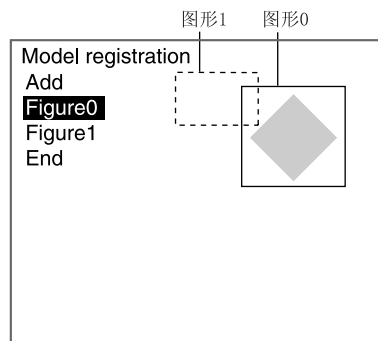 图形1 图形0
Model registration
Add
Figure0
Figure1
End